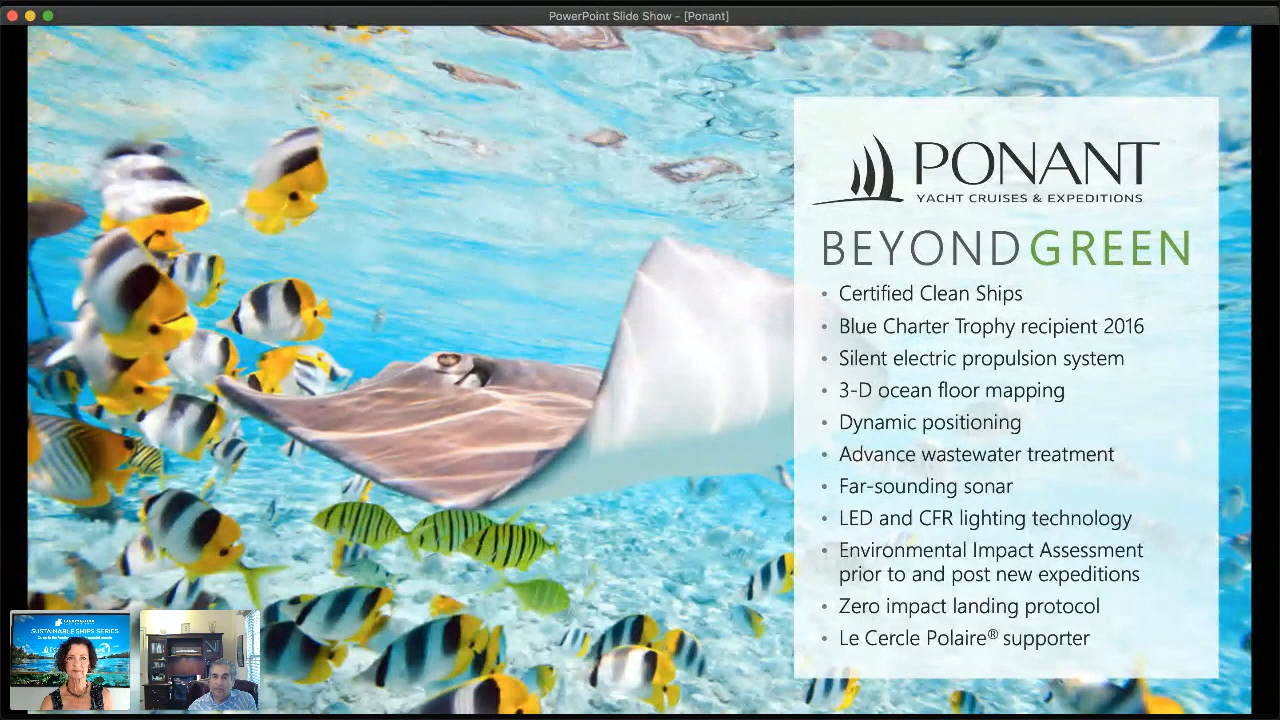 PowerPoint Slide Show - [Ponant]
PONANT
YACHT CRUISES & EXPEDITIONS
BEYOND GREEN
• Certified Clean Ships
• Blue Charter Trophy recipient 2016
• Silent electric propulsion system
• 3-D ocean floor mapping
• Dynamic positioning
• Advance wastewater treatment
• Far-sounding sonar
• LED and CFR lighting technology
• Environmental Impact Assessment
prior to and post new expeditions
• Zero impact landing protocol
• Le Cercle Polaire® supporter
SUSTAINABLE SHIPS SERIES